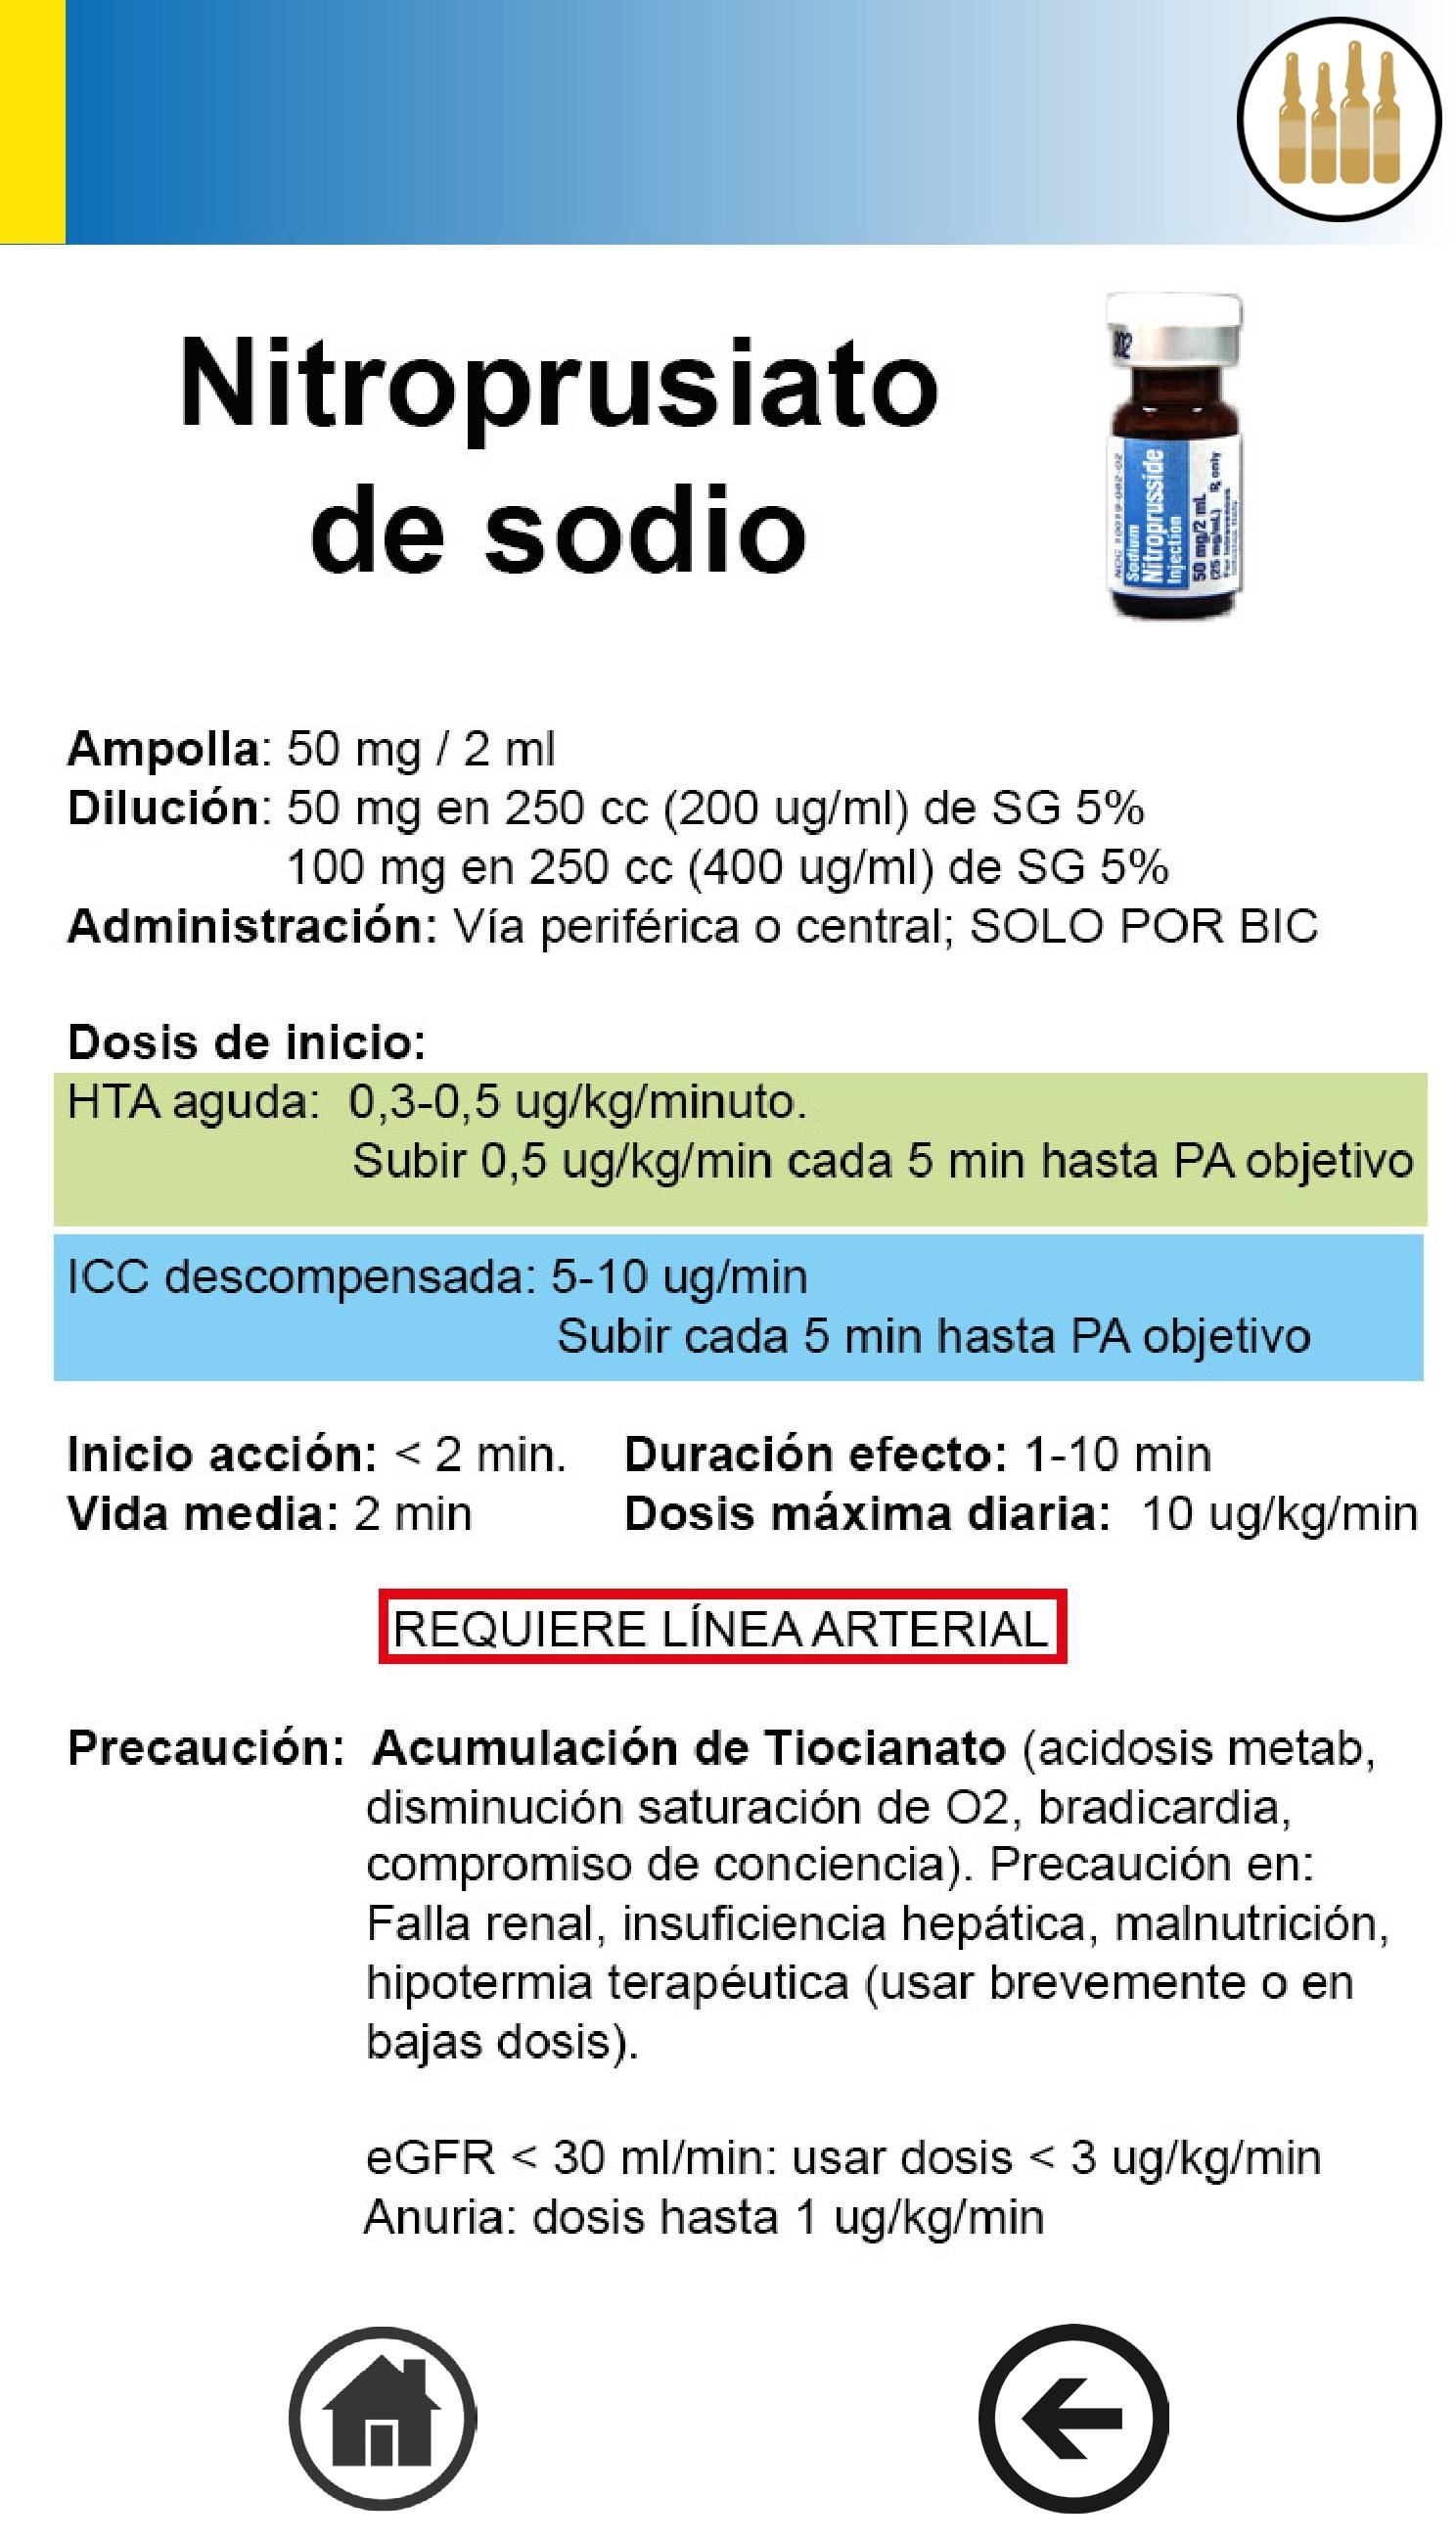 Nitroprusiato
de sodio
302
NDC 10019-082-02
Sodium
Nitroprusside
Injection
50 mg/2 mL
(25 mg/mL) ℞ only
For Intravenous
Ampolla: 50 mg / 2 ml
Dilución: 50 mg en 250 cc (200 ug/ml) de SG 5%
100 mg en 250 cc (400 ug/ml) de SG 5%
Administración: Vía periférica o central; SOLO POR BIC
Dosis de inicio:
HTA aguda: 0,3-0,5 ug/kg/minuto.
Subir 0,5 ug/kg/min cada 5 min hasta PA objetivo
ICC descompensada: 5-10 ug/min
Subir cada 5 min hasta PA objetivo
Inicio acción: < 2 min. Duración efecto: 1-10 min
Vida media: 2 min Dosis máxima diaria: 10 ug/kg/min
REQUIERE LÍNEA ARTERIAL
Precaución: Acumulación de Tiocianato (acidosis metab,
disminución saturación de O2, bradicardia,
compromiso de conciencia). Precaución en:
Falla renal, insuficiencia hepática, malnutrición,
hipotermia terapéutica (usar brevemente o en
bajas dosis).
eGFR < 30 ml/min: usar dosis < 3 ug/kg/min
Anuria: dosis hasta 1 ug/kg/min